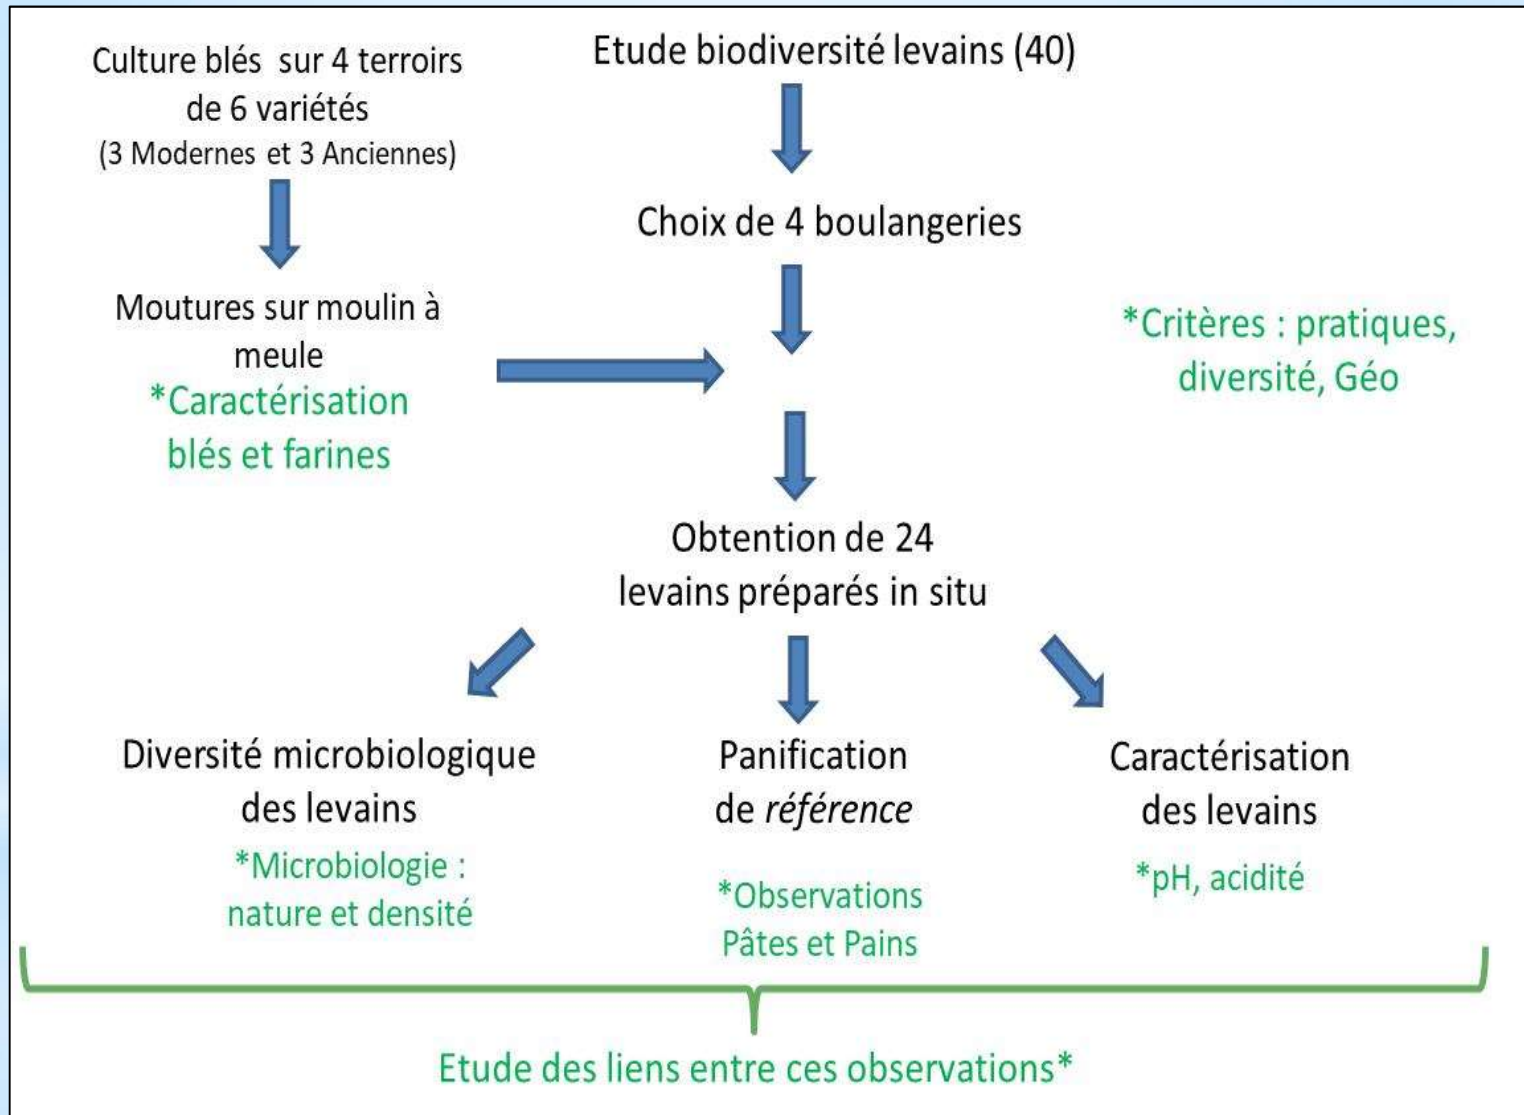 Culture blés sur 4 terroirs
de 6 variétés
(3 Modernes et 3 Anciennes)
Etude biodiversité levains (40)
Choix de 4 boulangeries
Moutures sur moulin à
meule
*Caractérisation
blés et farines
*Critères : pratiques,
diversité, Géo
Obtention de 24
levains préparés in situ
Diversité microbiologique
des levains
*Microbiologie :
nature et densité
Panification
de référence
*Observations
Pâtes et Pains
Caractérisation
des levains
*pH, acidité
Etude des liens entre ces observations*